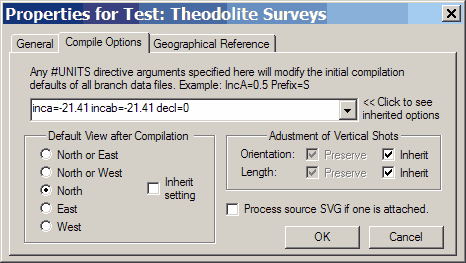 Properties for Test: Theodolite Surveys
General Compile Options Geographical Reference
Any #UNITS directive arguments specified here will modify the initial compilation
defaults of all branch data files. Example: IncA=0.5 Prefix=S
inca=-21.41 incab=-21.41 decl=0
<< Click to see
inherited options
Default View after Compilation
North or East
North or West
North
East
West
Inherit
setting
Adustment of Vertical Shots
Orientation: Preserve Inherit
Length: Preserve Inherit
Process source SVG if one is attached.
OK Cancel